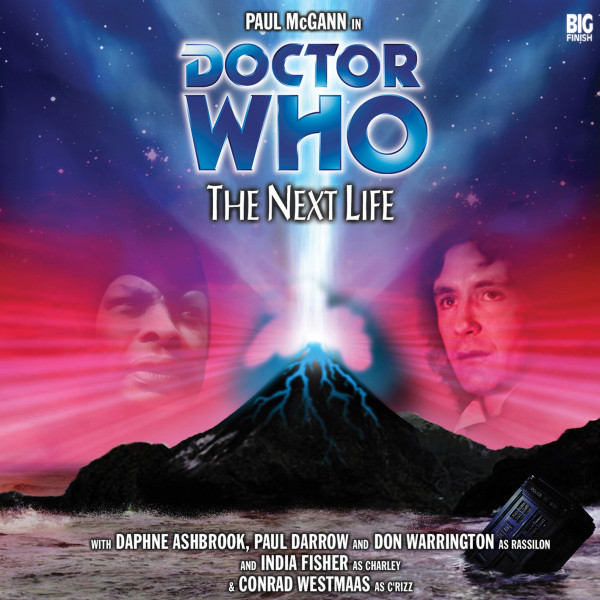 PAUL McGANN IN
BIG
FINISH
DOCTOR
WHO
THE NEXT LIFE
WITH DAPHNE ASHBROOK, PAUL DARROW AND DON WARRINGTON AS RASSILON
AND INDIA FISHER AS CHARLEY
& CONRAD WESTMAAS AS C'RIZZ